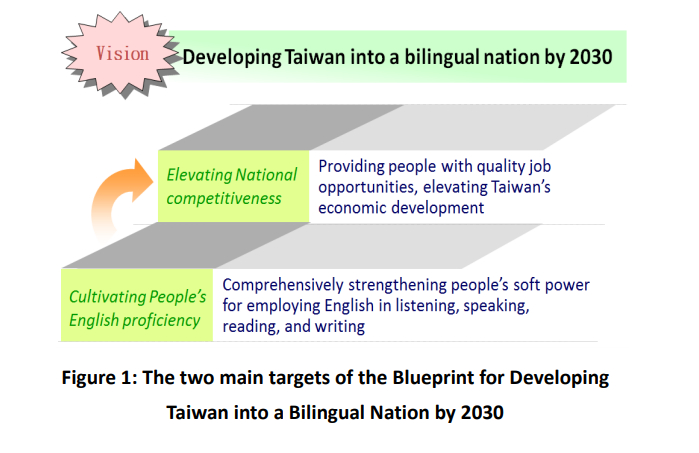 Vision
Developing Taiwan into a bilingual nation by 2030
Elevating National
competitiveness
Providing people with quality job
opportunities, elevating Taiwan's
economic development
Cultivating People's
English proficiency
Comprehensively strengthening people's soft power
for employing English in listening, speaking,
reading, and writing
Figure 1: The two main targets of the Blueprint for Developing
Taiwan into a Bilingual Nation by 2030